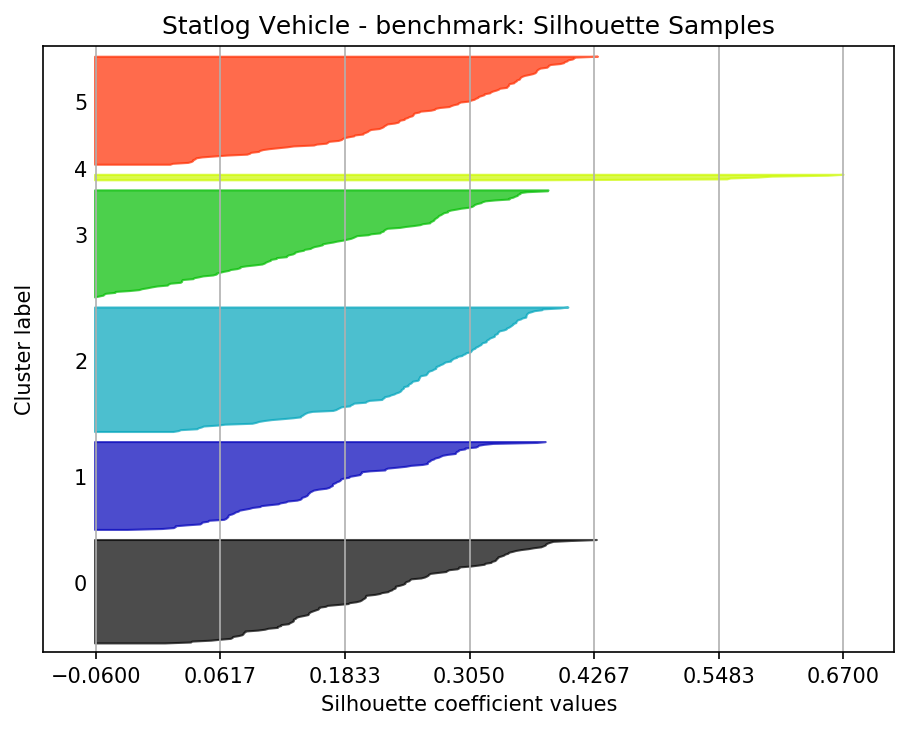 Statlog Vehicle - benchmark: Silhouette Samples
5
4
3
2
1
0
Cluster label
−0.0600 0.0617 0.1833 0.3050 0.4267 0.5483 0.6700
Silhouette coefficient values